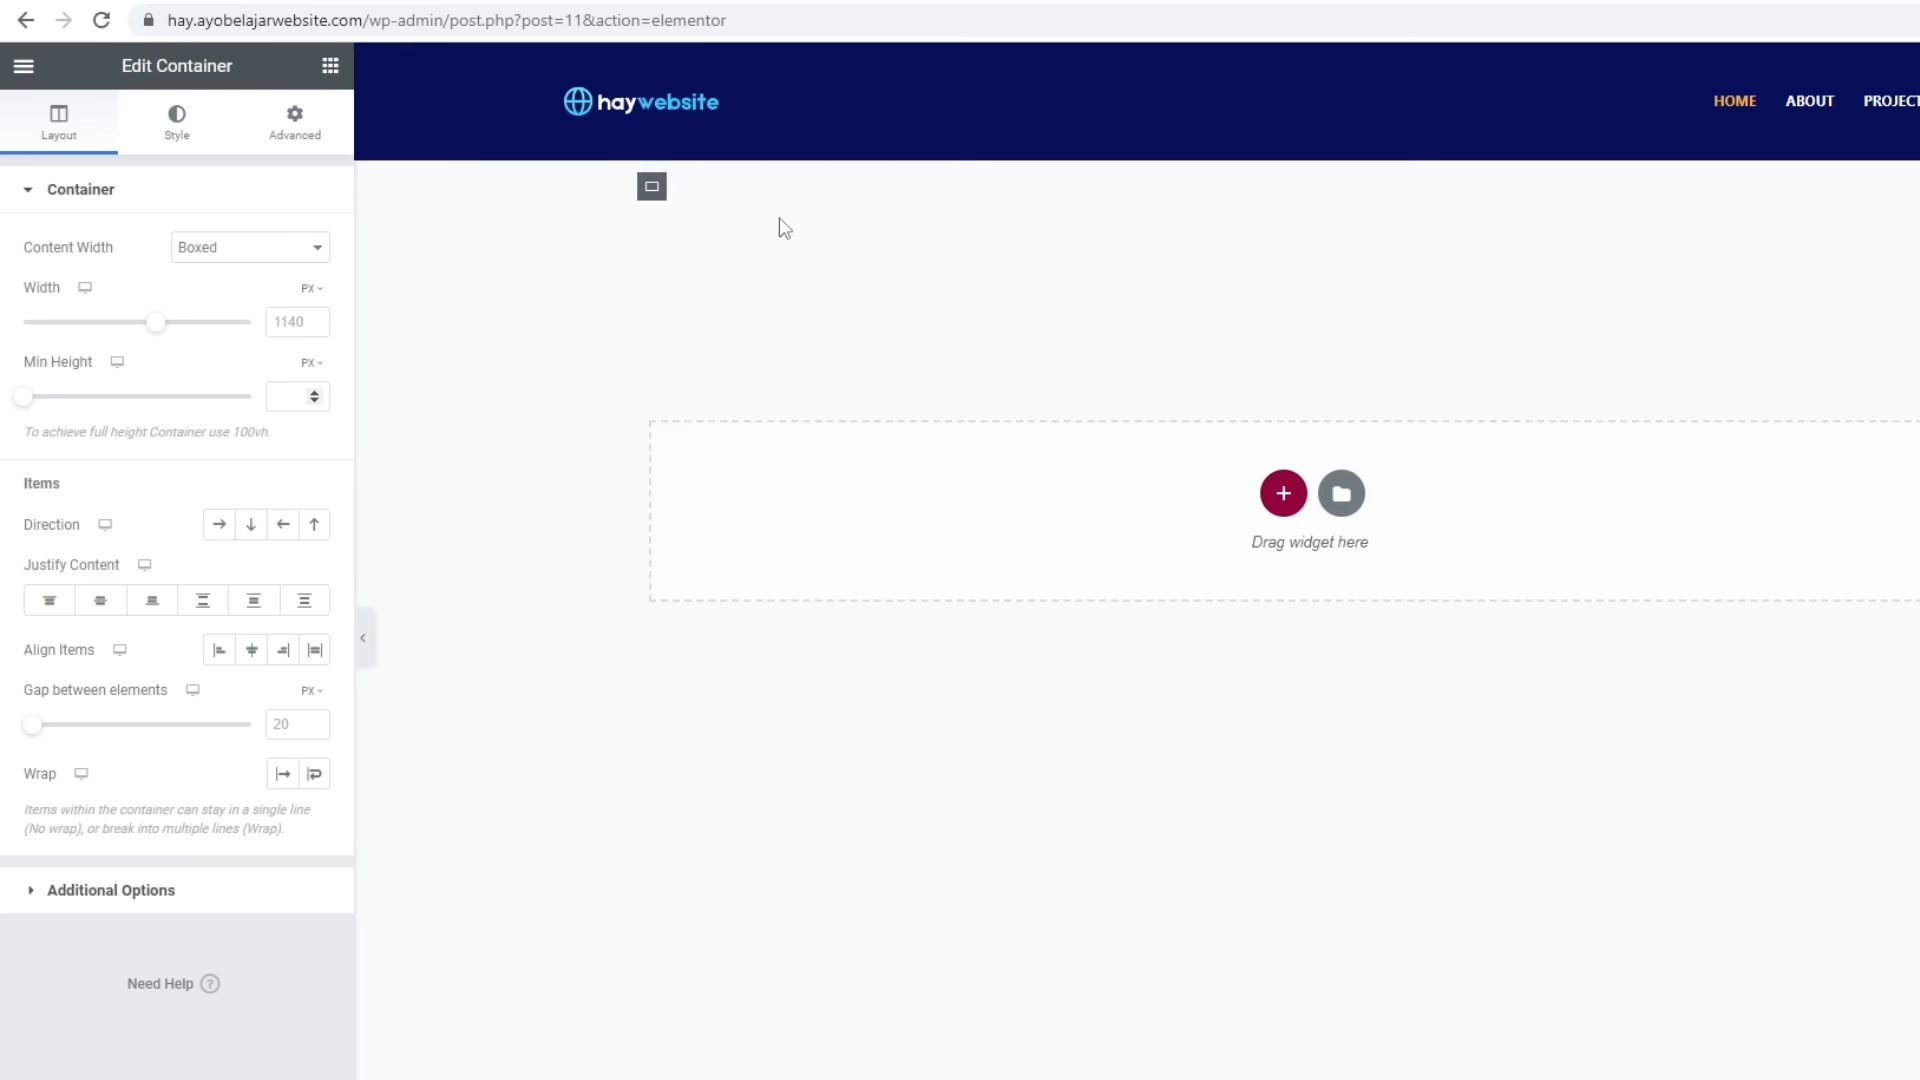 hay.ayobelajarwebsite.com/wp-admin/post.php?post=11&action=elementor
Edit Container
haywebsite
HOME ABOUT PROJECT
Layout Style Advanced
Container
Content Width Boxed
Width PX
1140
Min Height PX
To achieve full height Container use 100vh.
Items
Direction
Justify Content
Align Items
Gap between elements PX
20
Wrap
Items within the container can stay in a single line
(No wrap), or break into multiple lines (Wrap).
Additional Options
Need Help ?
Drag widget here